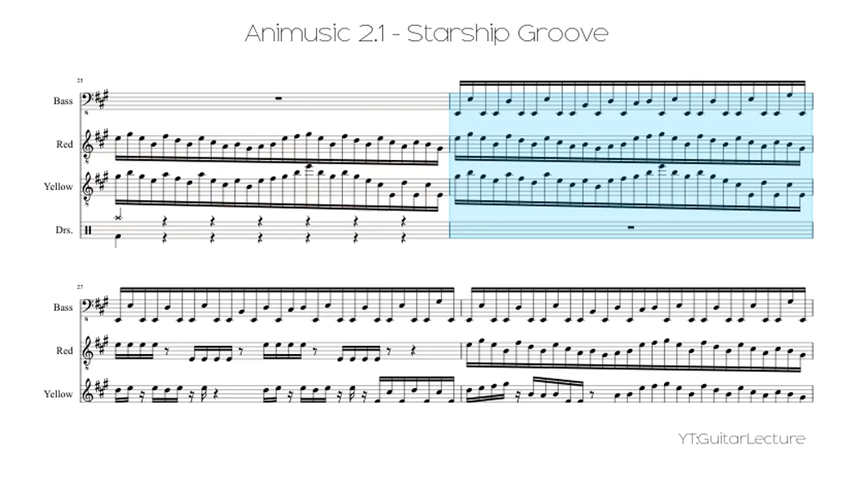 Animusic 2.1 - Starship Groove
25
Bass
Red
Yellow
Drs.
27
Bass
Red
Yellow
YT:GuitarLecture